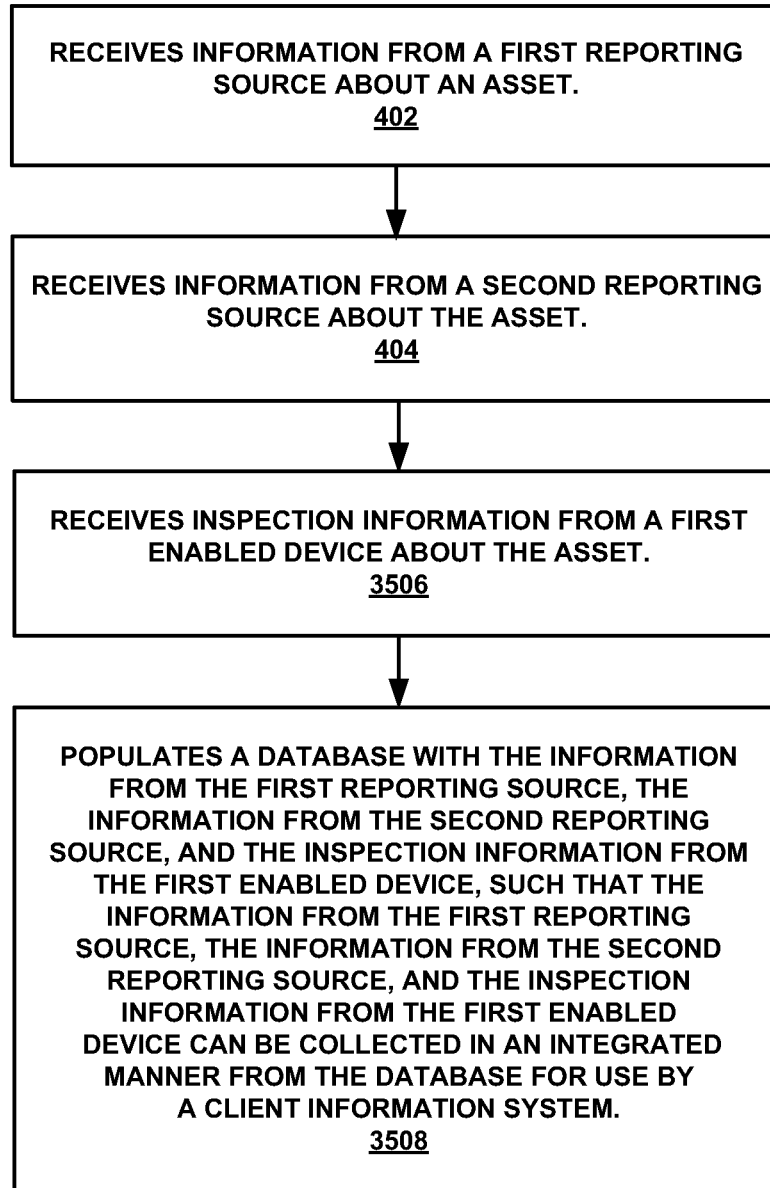 RECEIVES INFORMATION FROM A FIRST REPORTING
SOURCE ABOUT AN ASSET.
402
RECEIVES INFORMATION FROM A SECOND REPORTING
SOURCE ABOUT THE ASSET.
404
RECEIVES INSPECTION INFORMATION FROM A FIRST
ENABLED DEVICE ABOUT THE ASSET.
3506
POPULATES A DATABASE WITH THE INFORMATION
FROM THE FIRST REPORTING SOURCE, THE
INFORMATION FROM THE SECOND REPORTING
SOURCE, AND THE INSPECTION INFORMATION FROM
THE FIRST ENABLED DEVICE, SUCH THAT THE
INFORMATION FROM THE FIRST REPORTING
SOURCE, THE INFORMATION FROM THE SECOND
REPORTING SOURCE, AND THE INSPECTION
INFORMATION FROM THE FIRST ENABLED
DEVICE CAN BE COLLECTED IN AN INTEGRATED
MANNER FROM THE DATABASE FOR USE BY
A CLIENT INFORMATION SYSTEM.
3508